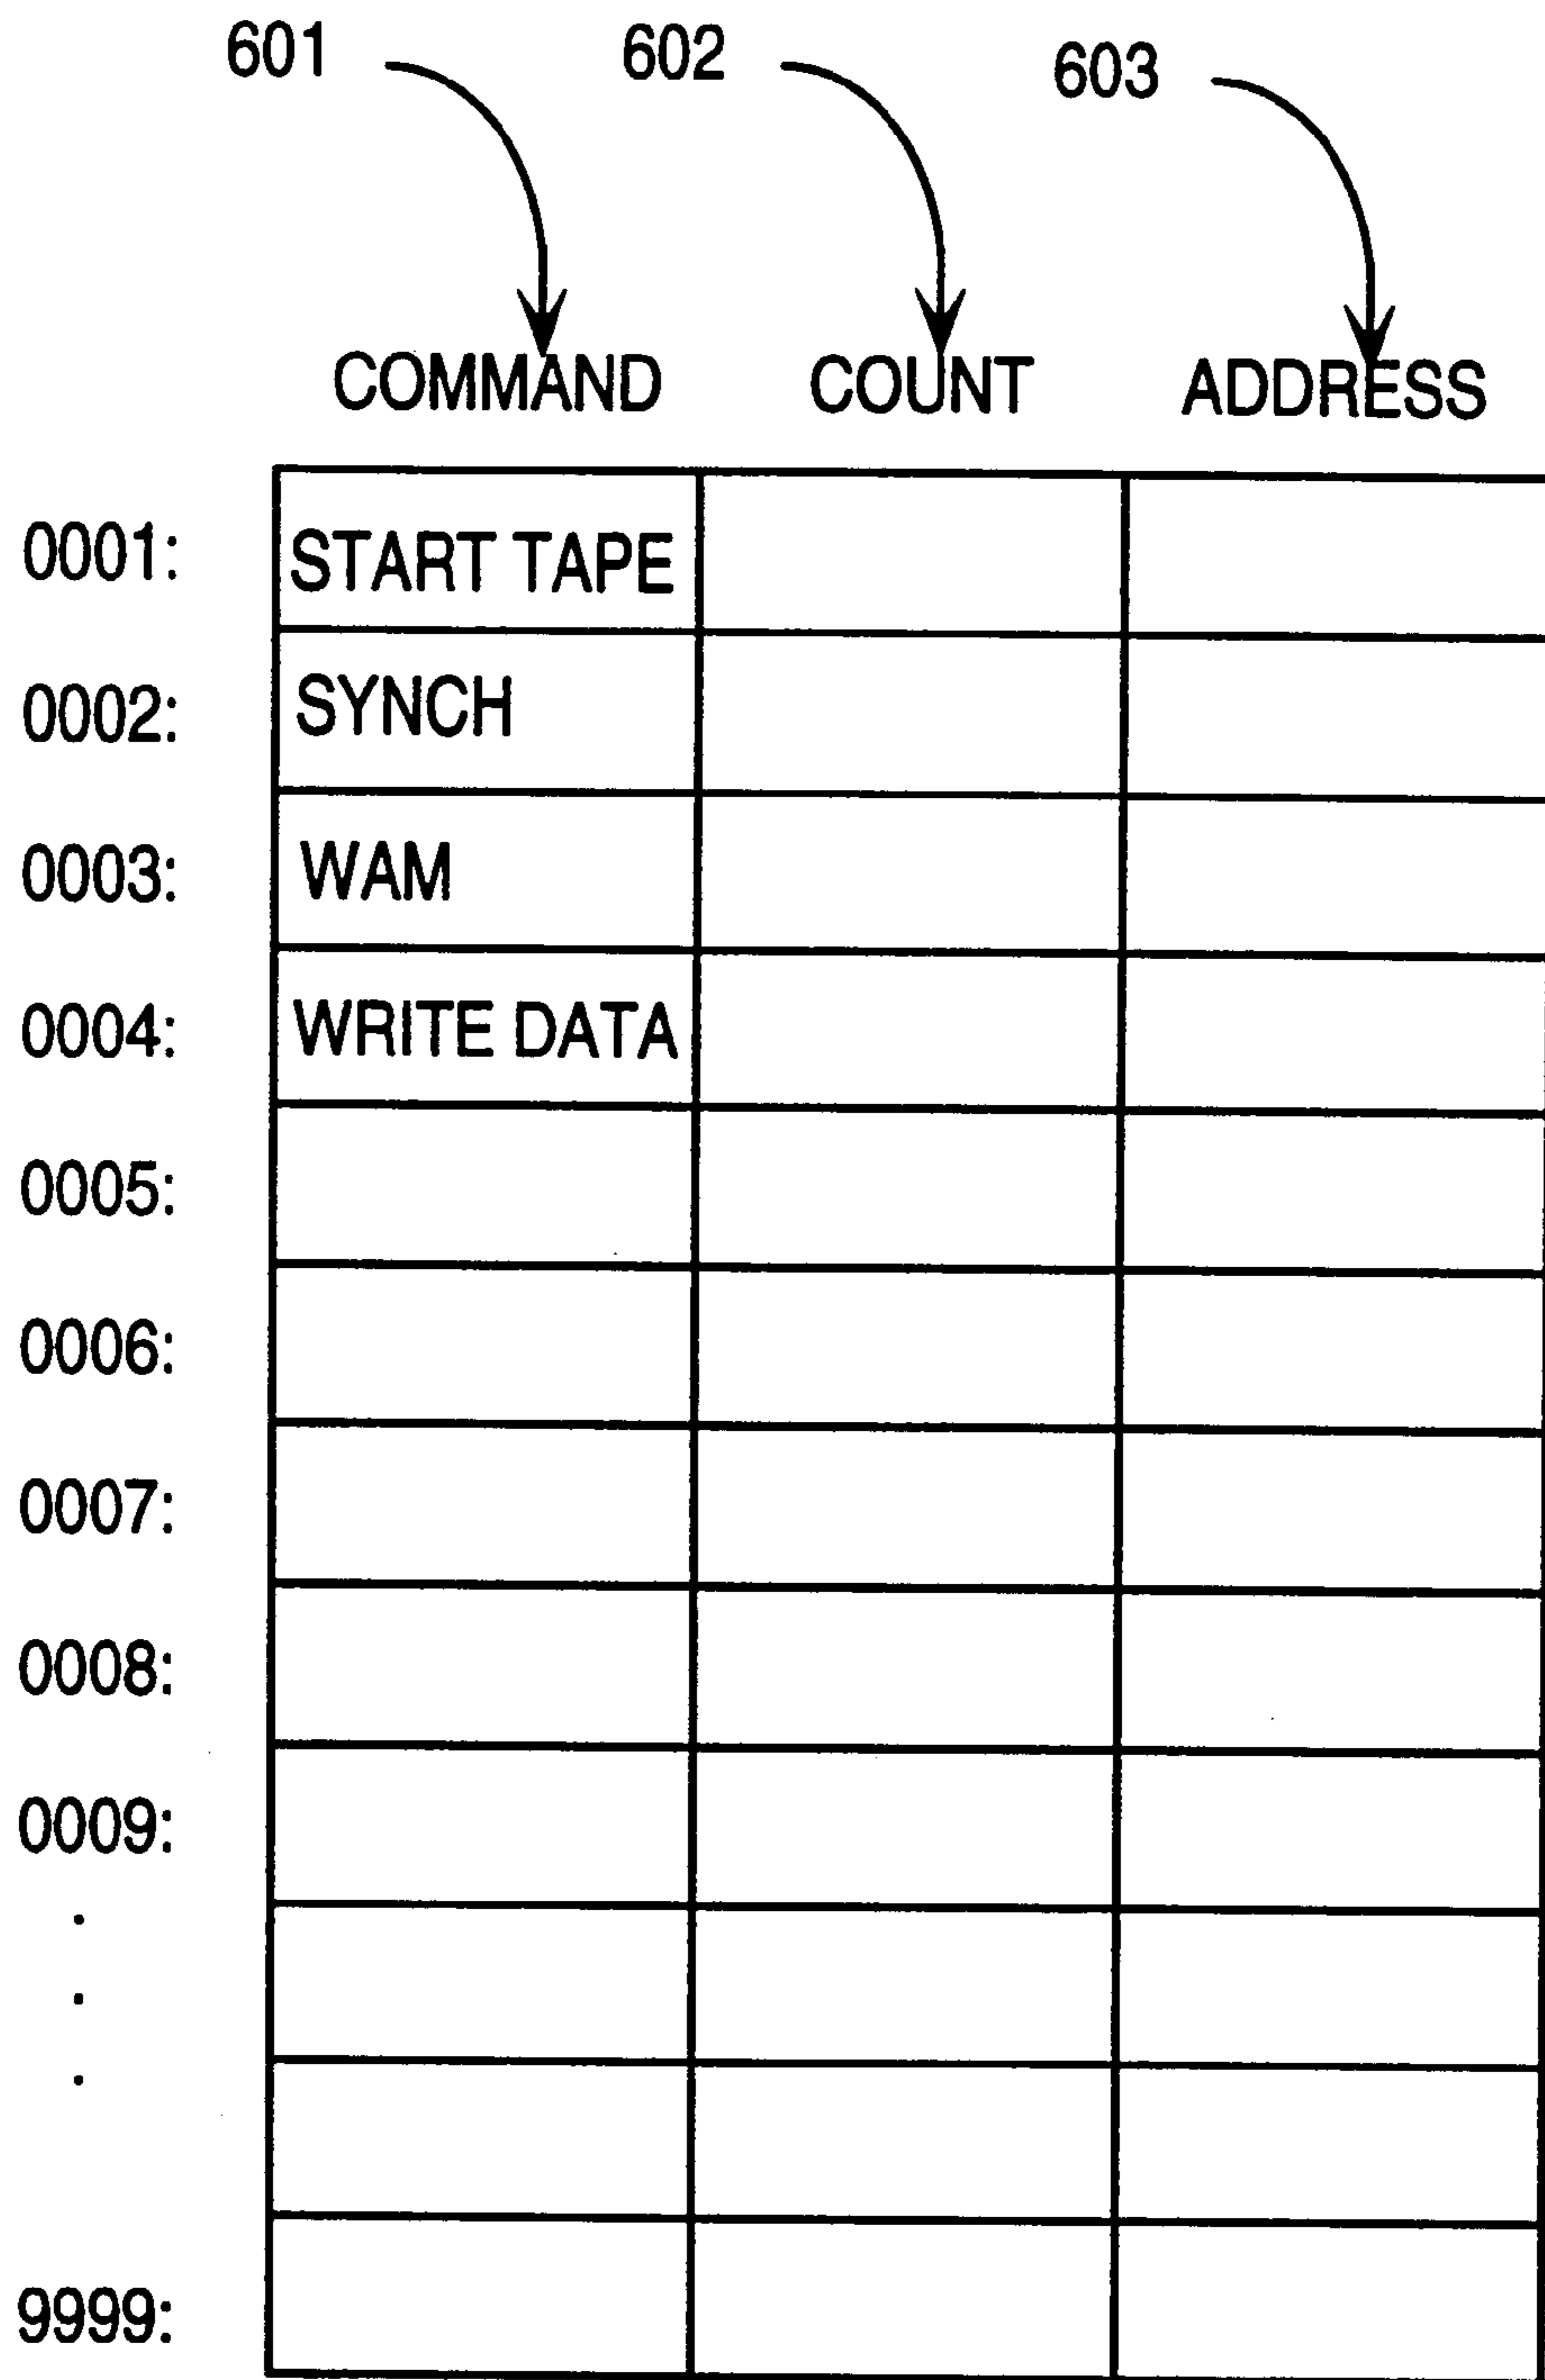 601 602 603
COMMAND COUNT ADDRESS
0001: START TAPE
0002: SYNCH
0003: WAM
0004: WRITE DATA
0005:
0006:
0007:
0008:
0009:
.
.
.
9999: